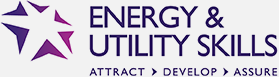 ENERGY &
UTILITY SKILLS
ATTRACT > DEVELOP > ASSURE